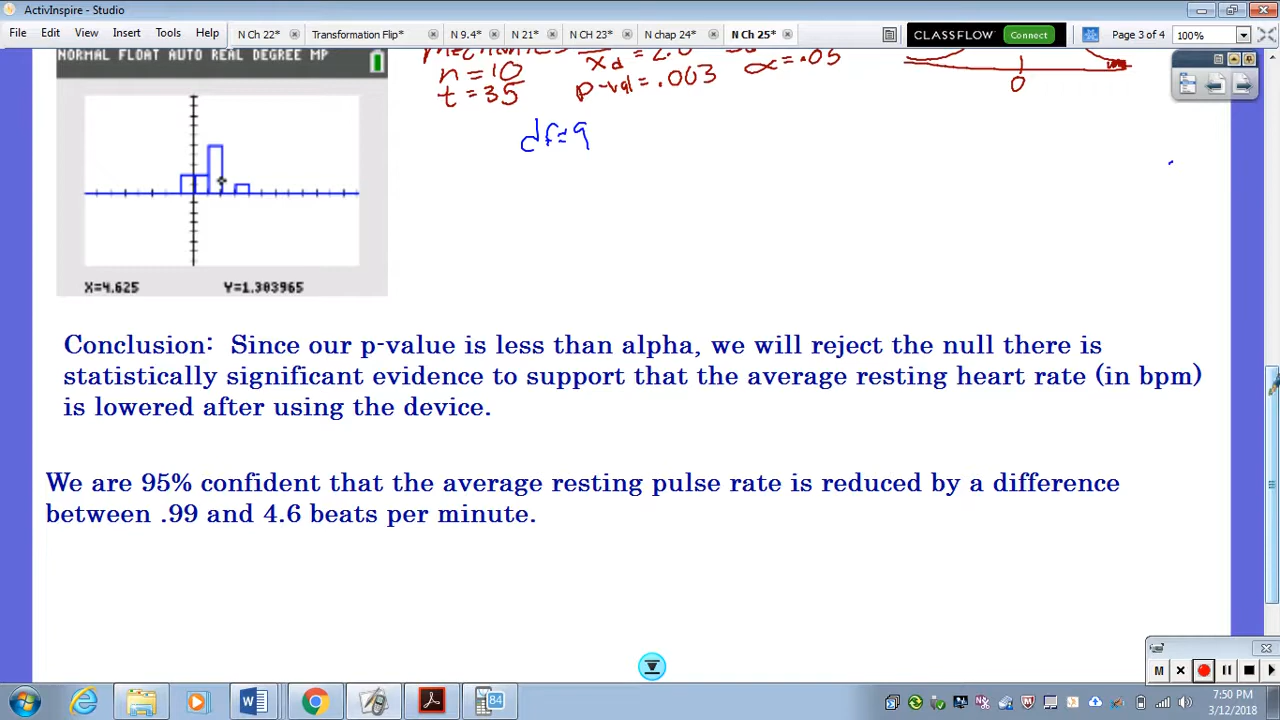 ActivInspire - Studio
File Edit View Insert Tools Help
N Ch 22* Transformation Flip* N 9.4* N 21* N CH 23* N chap 24* N Ch 25*
CLASSFLOW Connect
Page 3 of 4 100%
NORMAL FLOAT AUTO REAL DEGREE MP
n = 10
α = .05
t = 35 p-val = .003
0
df = 9
X=4.625 Y=1.303965
Conclusion: Since our p-value is less than alpha, we will reject the null there is
statistically significant evidence to support that the average resting heart rate (in bpm)
is lowered after using the device.
We are 95% confident that the average resting pulse rate is reduced by a difference
between .99 and 4.6 beats per minute.
M
84
7:50 PM
3/12/2018